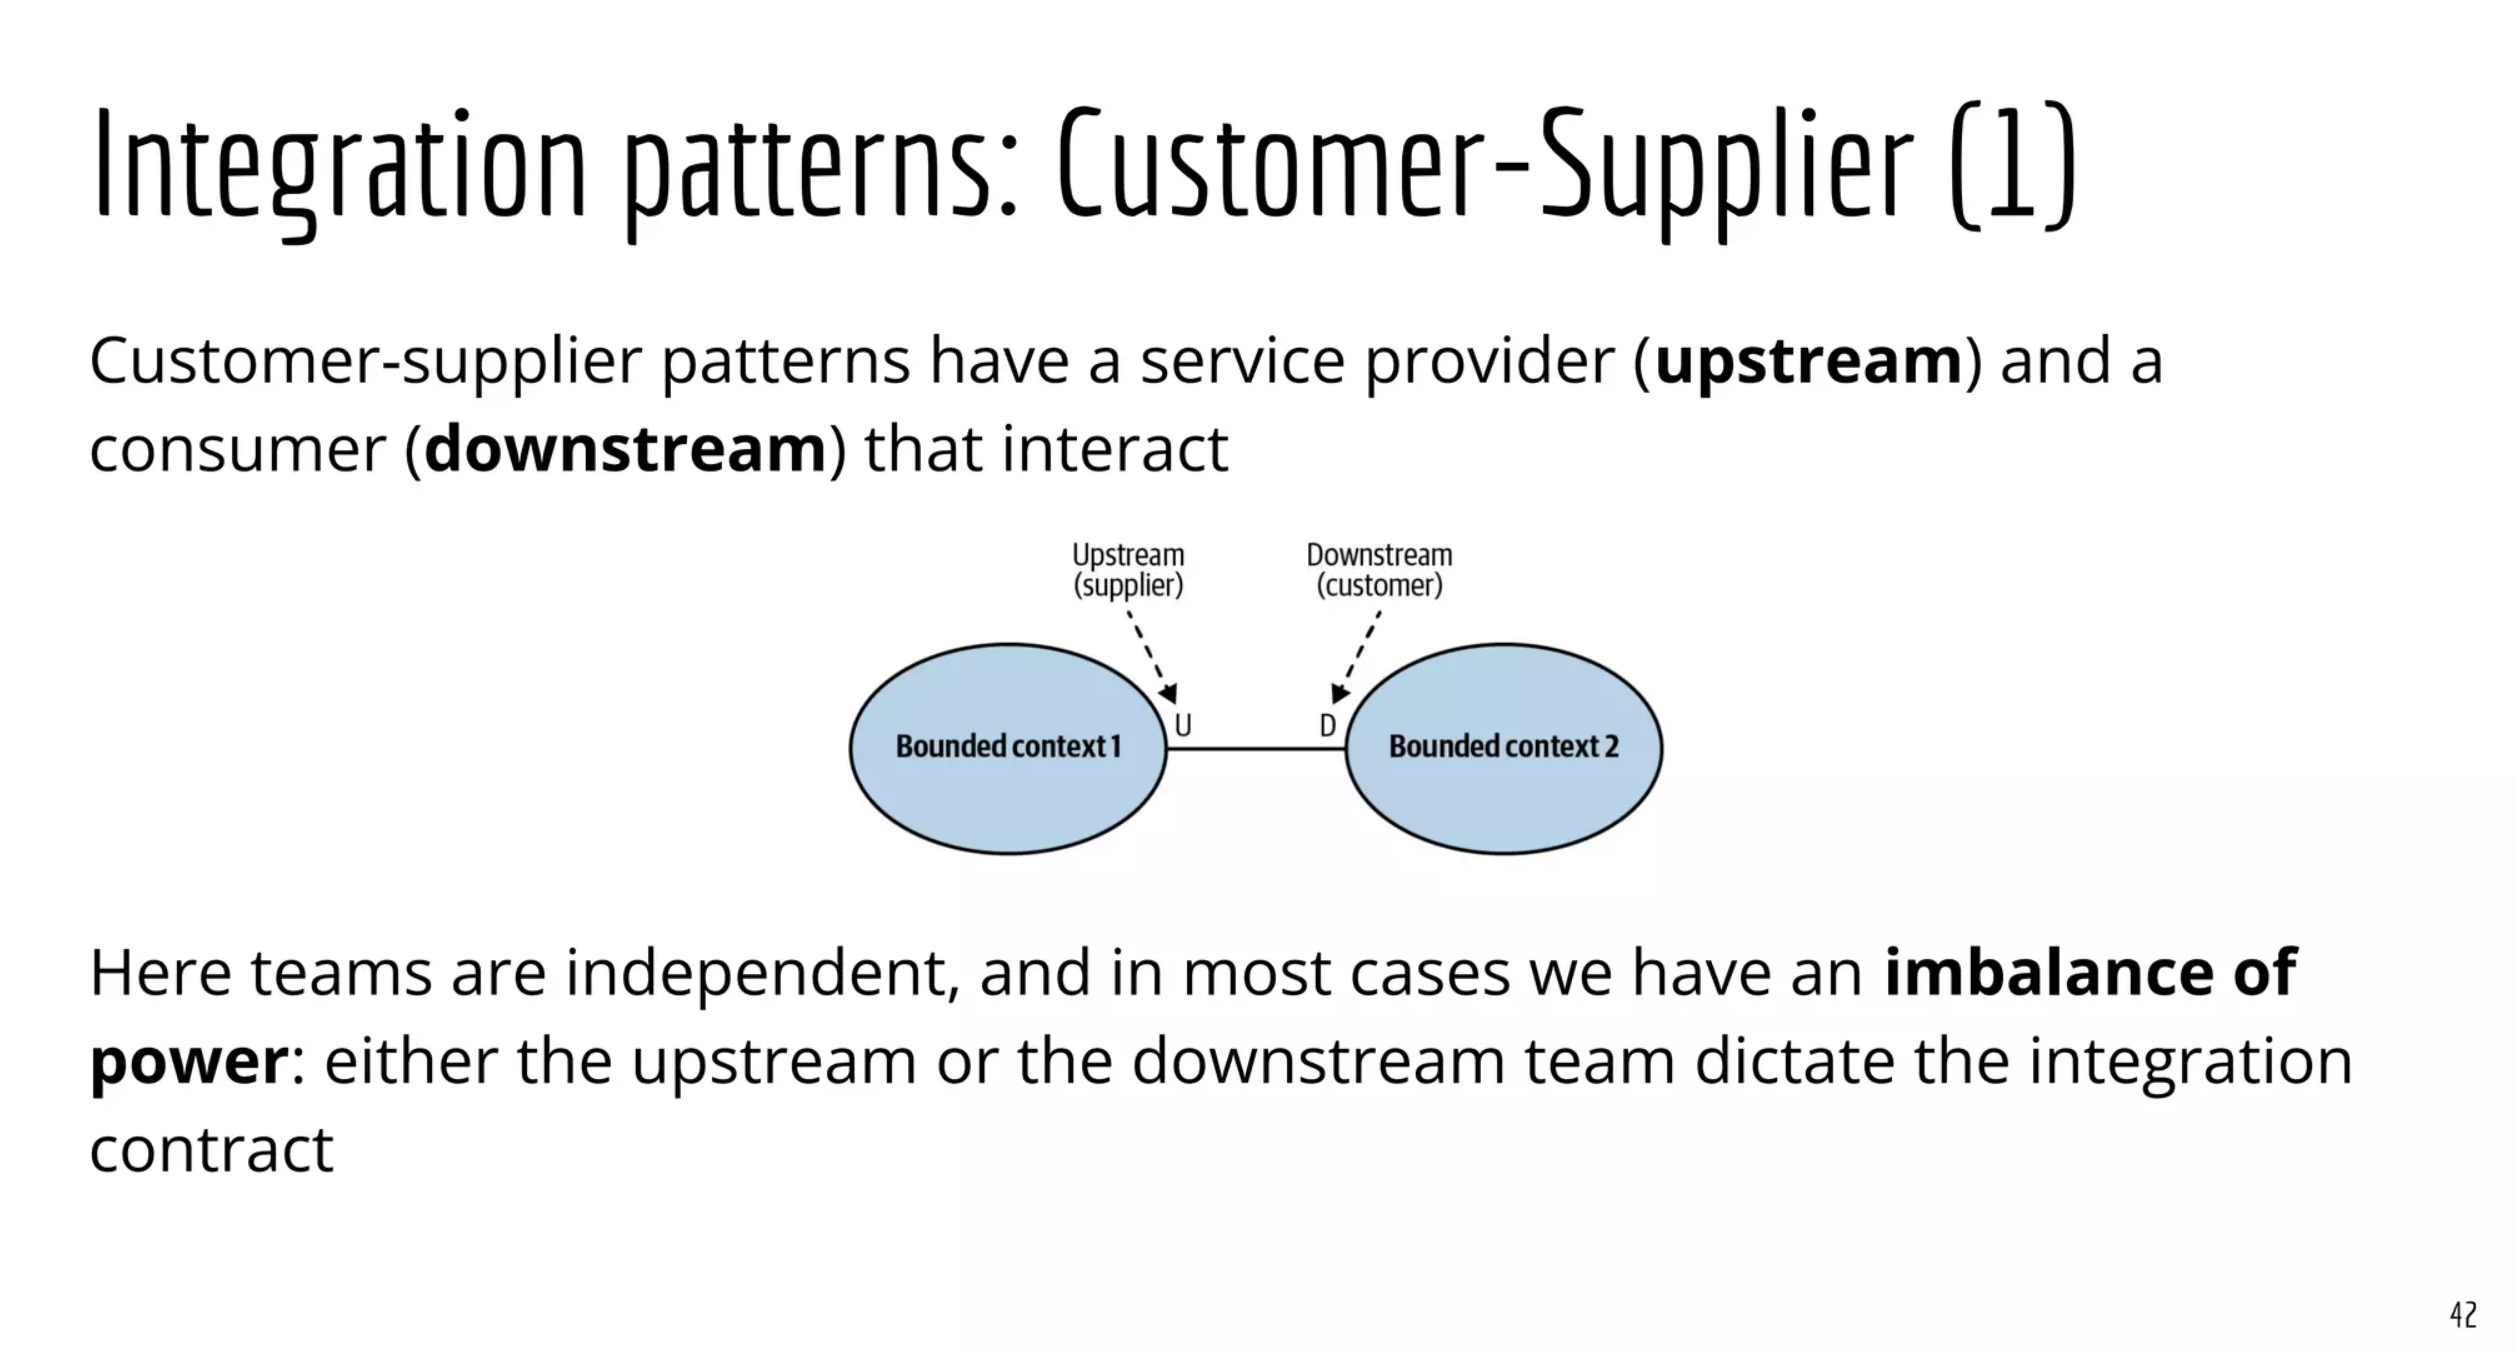 Integration patterns: Customer-Supplier (1)
Customer-supplier patterns have a service provider (upstream) and a
consumer (downstream) that interact
Upstream
(supplier)
Downstream
(customer)
U
D
Bounded context 1
Bounded context 2
Here teams are independent, and in most cases we have an imbalance of
power: either the upstream or the downstream team dictate the integration
contract
42